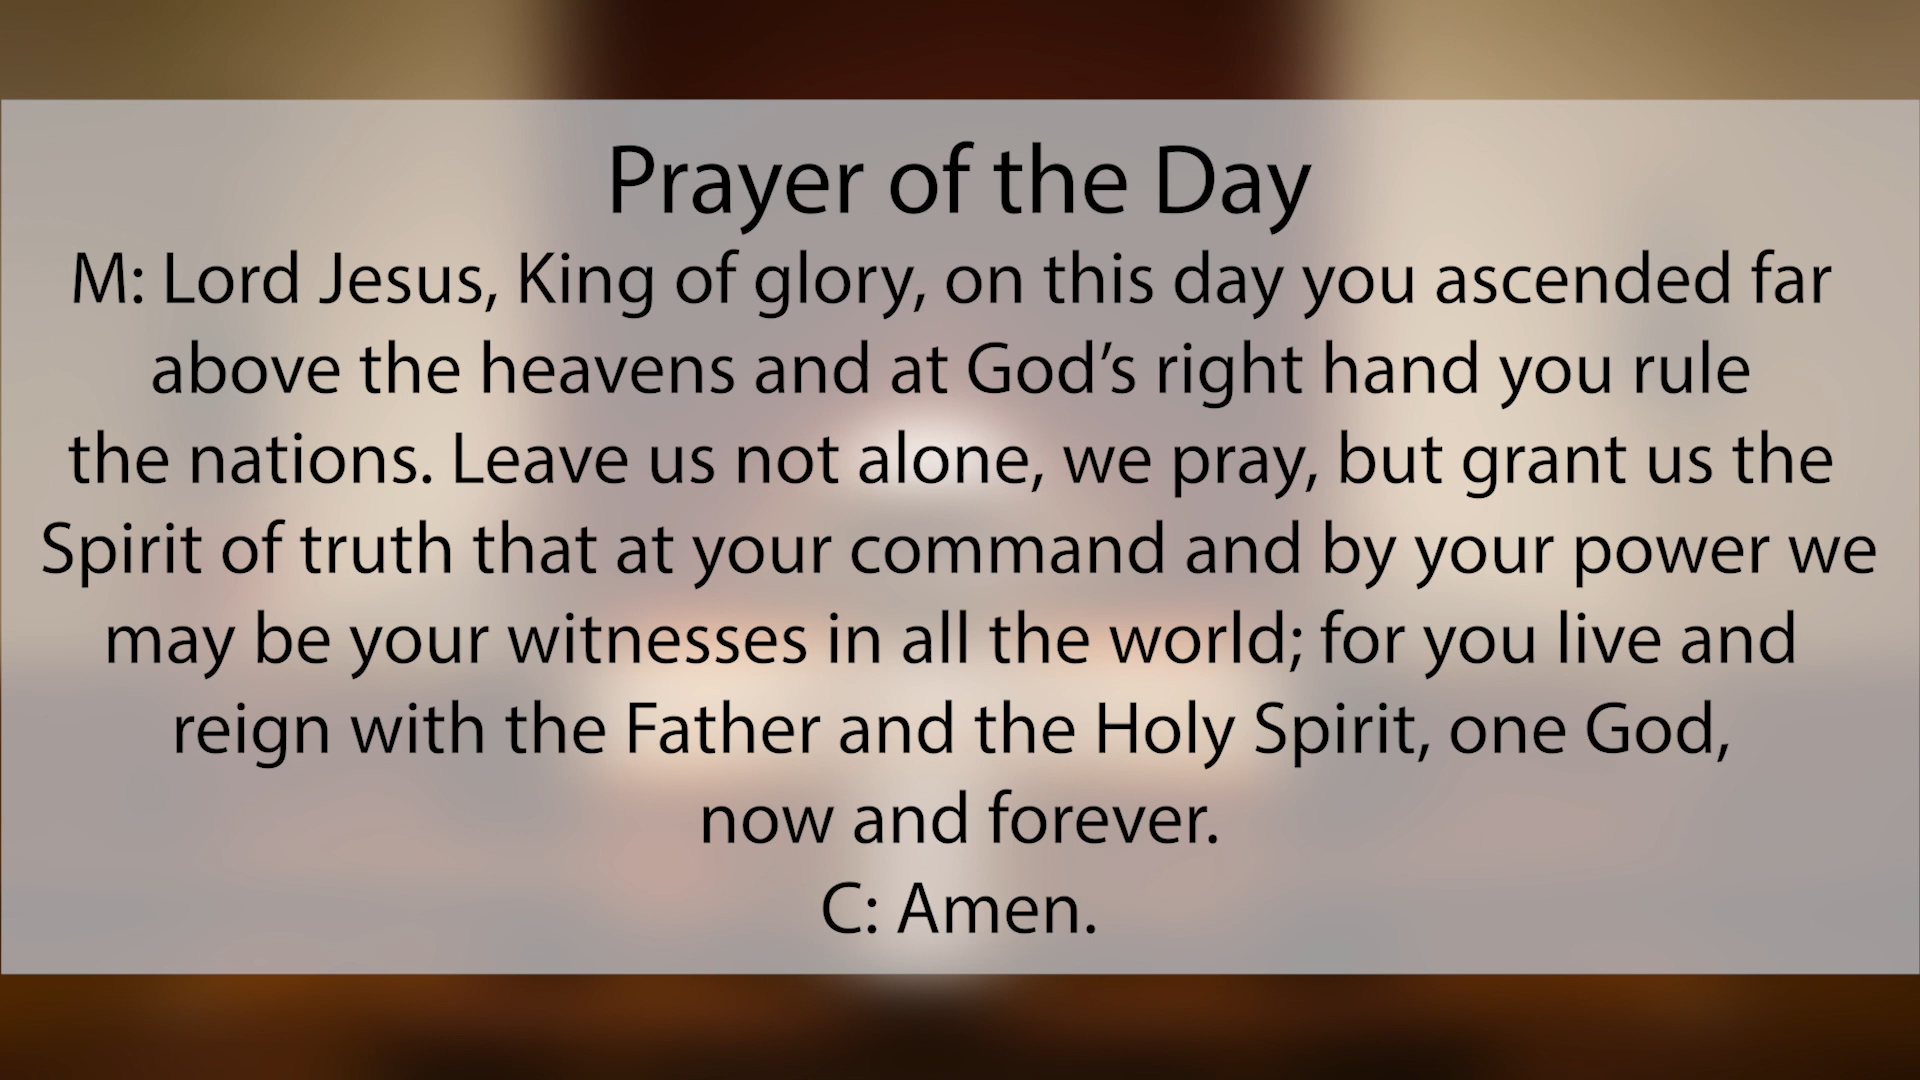 Prayer of the Day
M: Lord Jesus, King of glory, on this day you ascended far
above the heavens and at God’s right hand you rule
the nations. Leave us not alone, we pray, but grant us the
Spirit of truth that at your command and by your power we
may be your witnesses in all the world; for you live and
reign with the Father and the Holy Spirit, one God,
now and forever.
C: Amen.